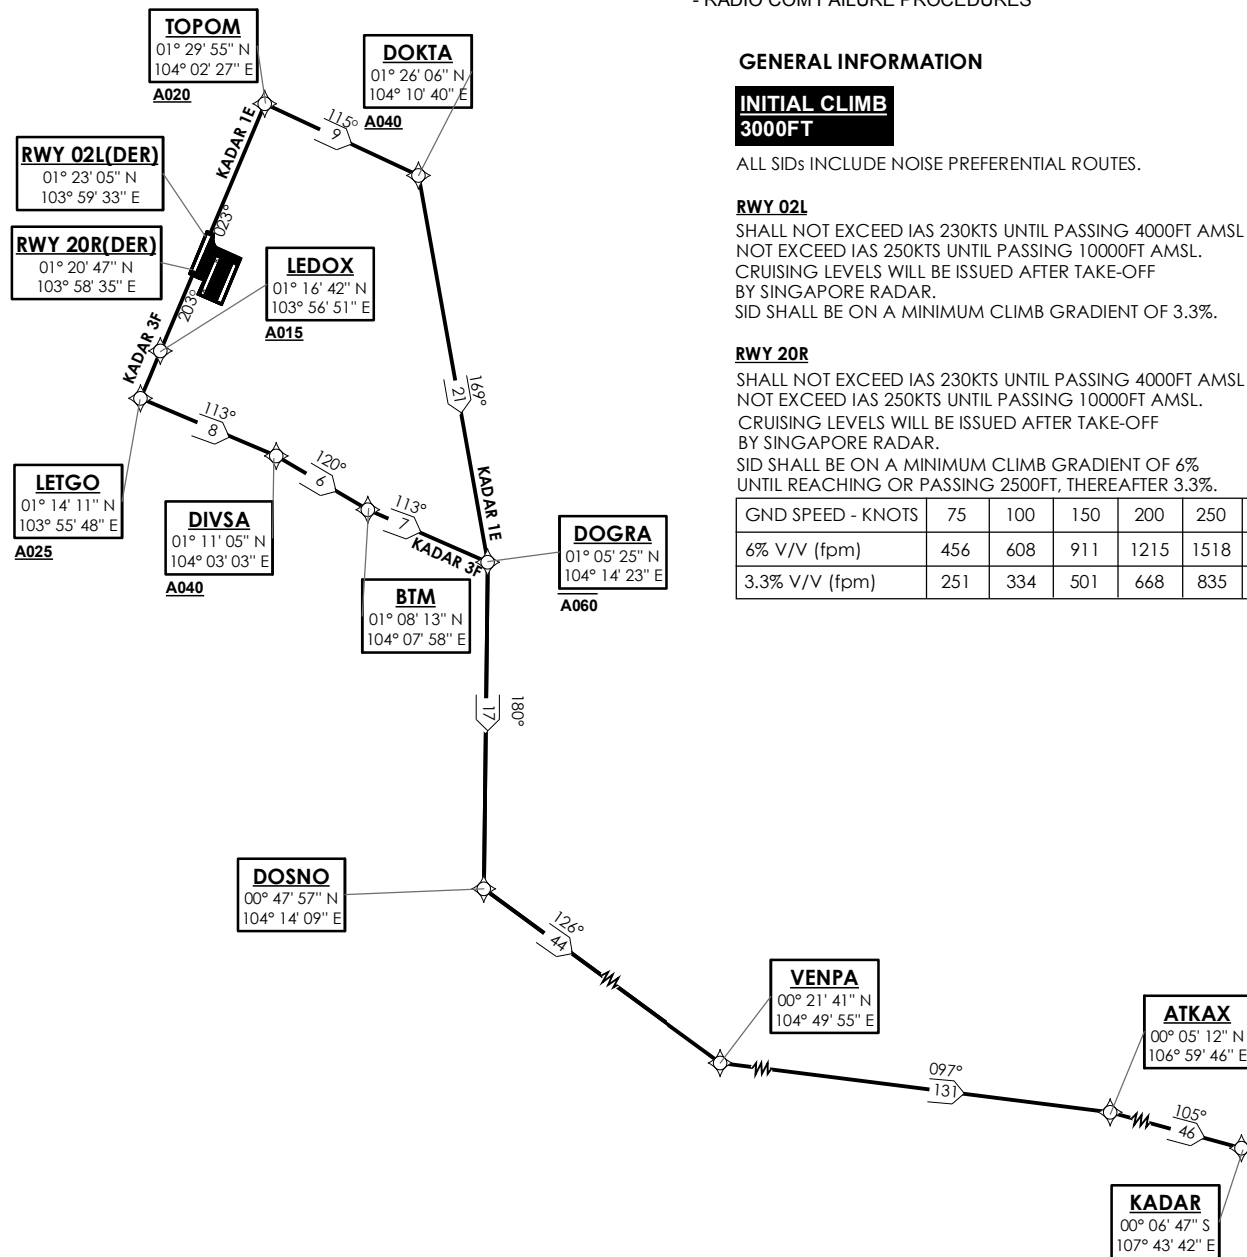 - RADIO COM FAILURE PROCEDURES
GENERAL INFORMATION
INITIAL CLIMB
3000FT
ALL SIDs INCLUDE NOISE PREFERENTIAL ROUTES.
RWY 02L
SHALL NOT EXCEED IAS 230KTS UNTIL PASSING 4000FT AMSL
NOT EXCEED IAS 250KTS UNTIL PASSING 10000FT AMSL.
CRUISING LEVELS WILL BE ISSUED AFTER TAKE-OFF
BY SINGAPORE RADAR.
SID SHALL BE ON A MINIMUM CLIMB GRADIENT OF 3.3%.
RWY 20R
SHALL NOT EXCEED IAS 230KTS UNTIL PASSING 4000FT AMSL
NOT EXCEED IAS 250KTS UNTIL PASSING 10000FT AMSL.
CRUISING LEVELS WILL BE ISSUED AFTER TAKE-OFF
BY SINGAPORE RADAR.
SID SHALL BE ON A MINIMUM CLIMB GRADIENT OF 6%
UNTIL REACHING OR PASSING 2500FT, THEREAFTER 3.3%.
GND SPEED - KNOTS 75 100 150 200 250
6% V/V (fpm) 456 608 911 1215 1518
3.3% V/V (fpm) 251 334 501 668 835
TOPOM
01° 29' 55" N
104° 02' 27" E
A020
DOKTA
01° 26' 06" N
104° 10' 40" E
A040
115°
9
KADAR 1E
RWY 02L(DER)
01° 23' 05" N
103° 59' 33" E
023°
RWY 20R(DER)
01° 20' 47" N
103° 58' 35" E
203°
LEDOX
01° 16' 42" N
103° 56' 51" E
A015
KADAR 3F
169°
21
KADAR 1E
113°
8
120°
6
113°
7
KADAR 3F
LETGO
01° 14' 11" N
103° 55' 48" E
A025
DIVSA
01° 11' 05" N
104° 03' 03" E
A040
BTM
01° 08' 13" N
104° 07' 58" E
DOGRA
01° 05' 25" N
104° 14' 23" E
A060
180°
17
DOSNO
00° 47' 57" N
104° 14' 09" E
126°
44
VENPA
00° 21' 41" N
104° 49' 55" E
097°
131
ATKAX
00° 05' 12" N
106° 59' 46" E
105°
46
KADAR
00° 06' 47" S
107° 43' 42" E